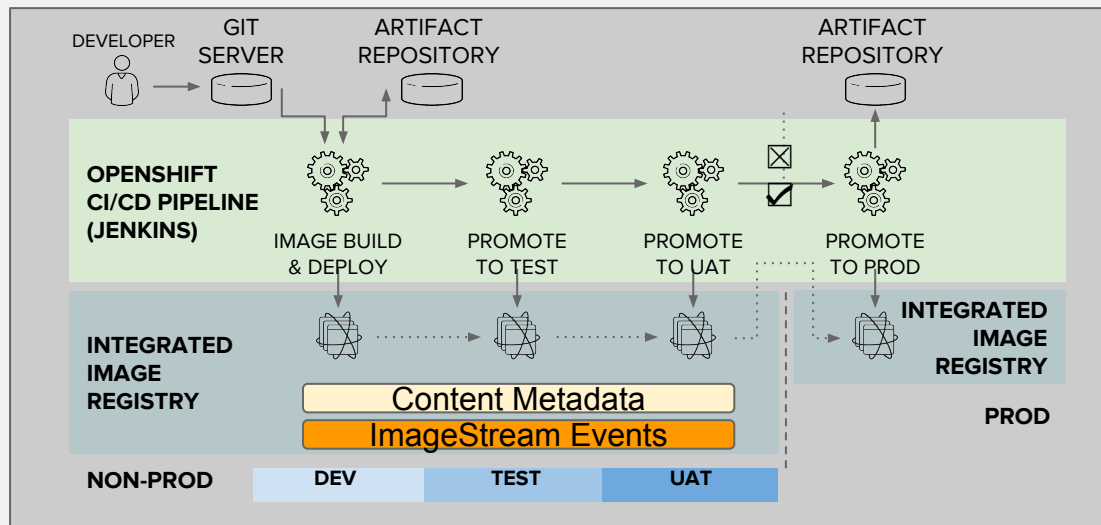 DEVELOPER
GIT
SERVER
ARTIFACT
REPOSITORY
ARTIFACT
REPOSITORY
OPENSHIFT
CI/CD PIPELINE
(JENKINS)
IMAGE BUILD
& DEPLOY
PROMOTE
TO TEST
PROMOTE
TO UAT
PROMOTE
TO PROD
INTEGRATED
IMAGE
REGISTRY
INTEGRATED
IMAGE
REGISTRY
Content Metadata
ImageStream Events
PROD
NON-PROD
DEV
TEST
UAT